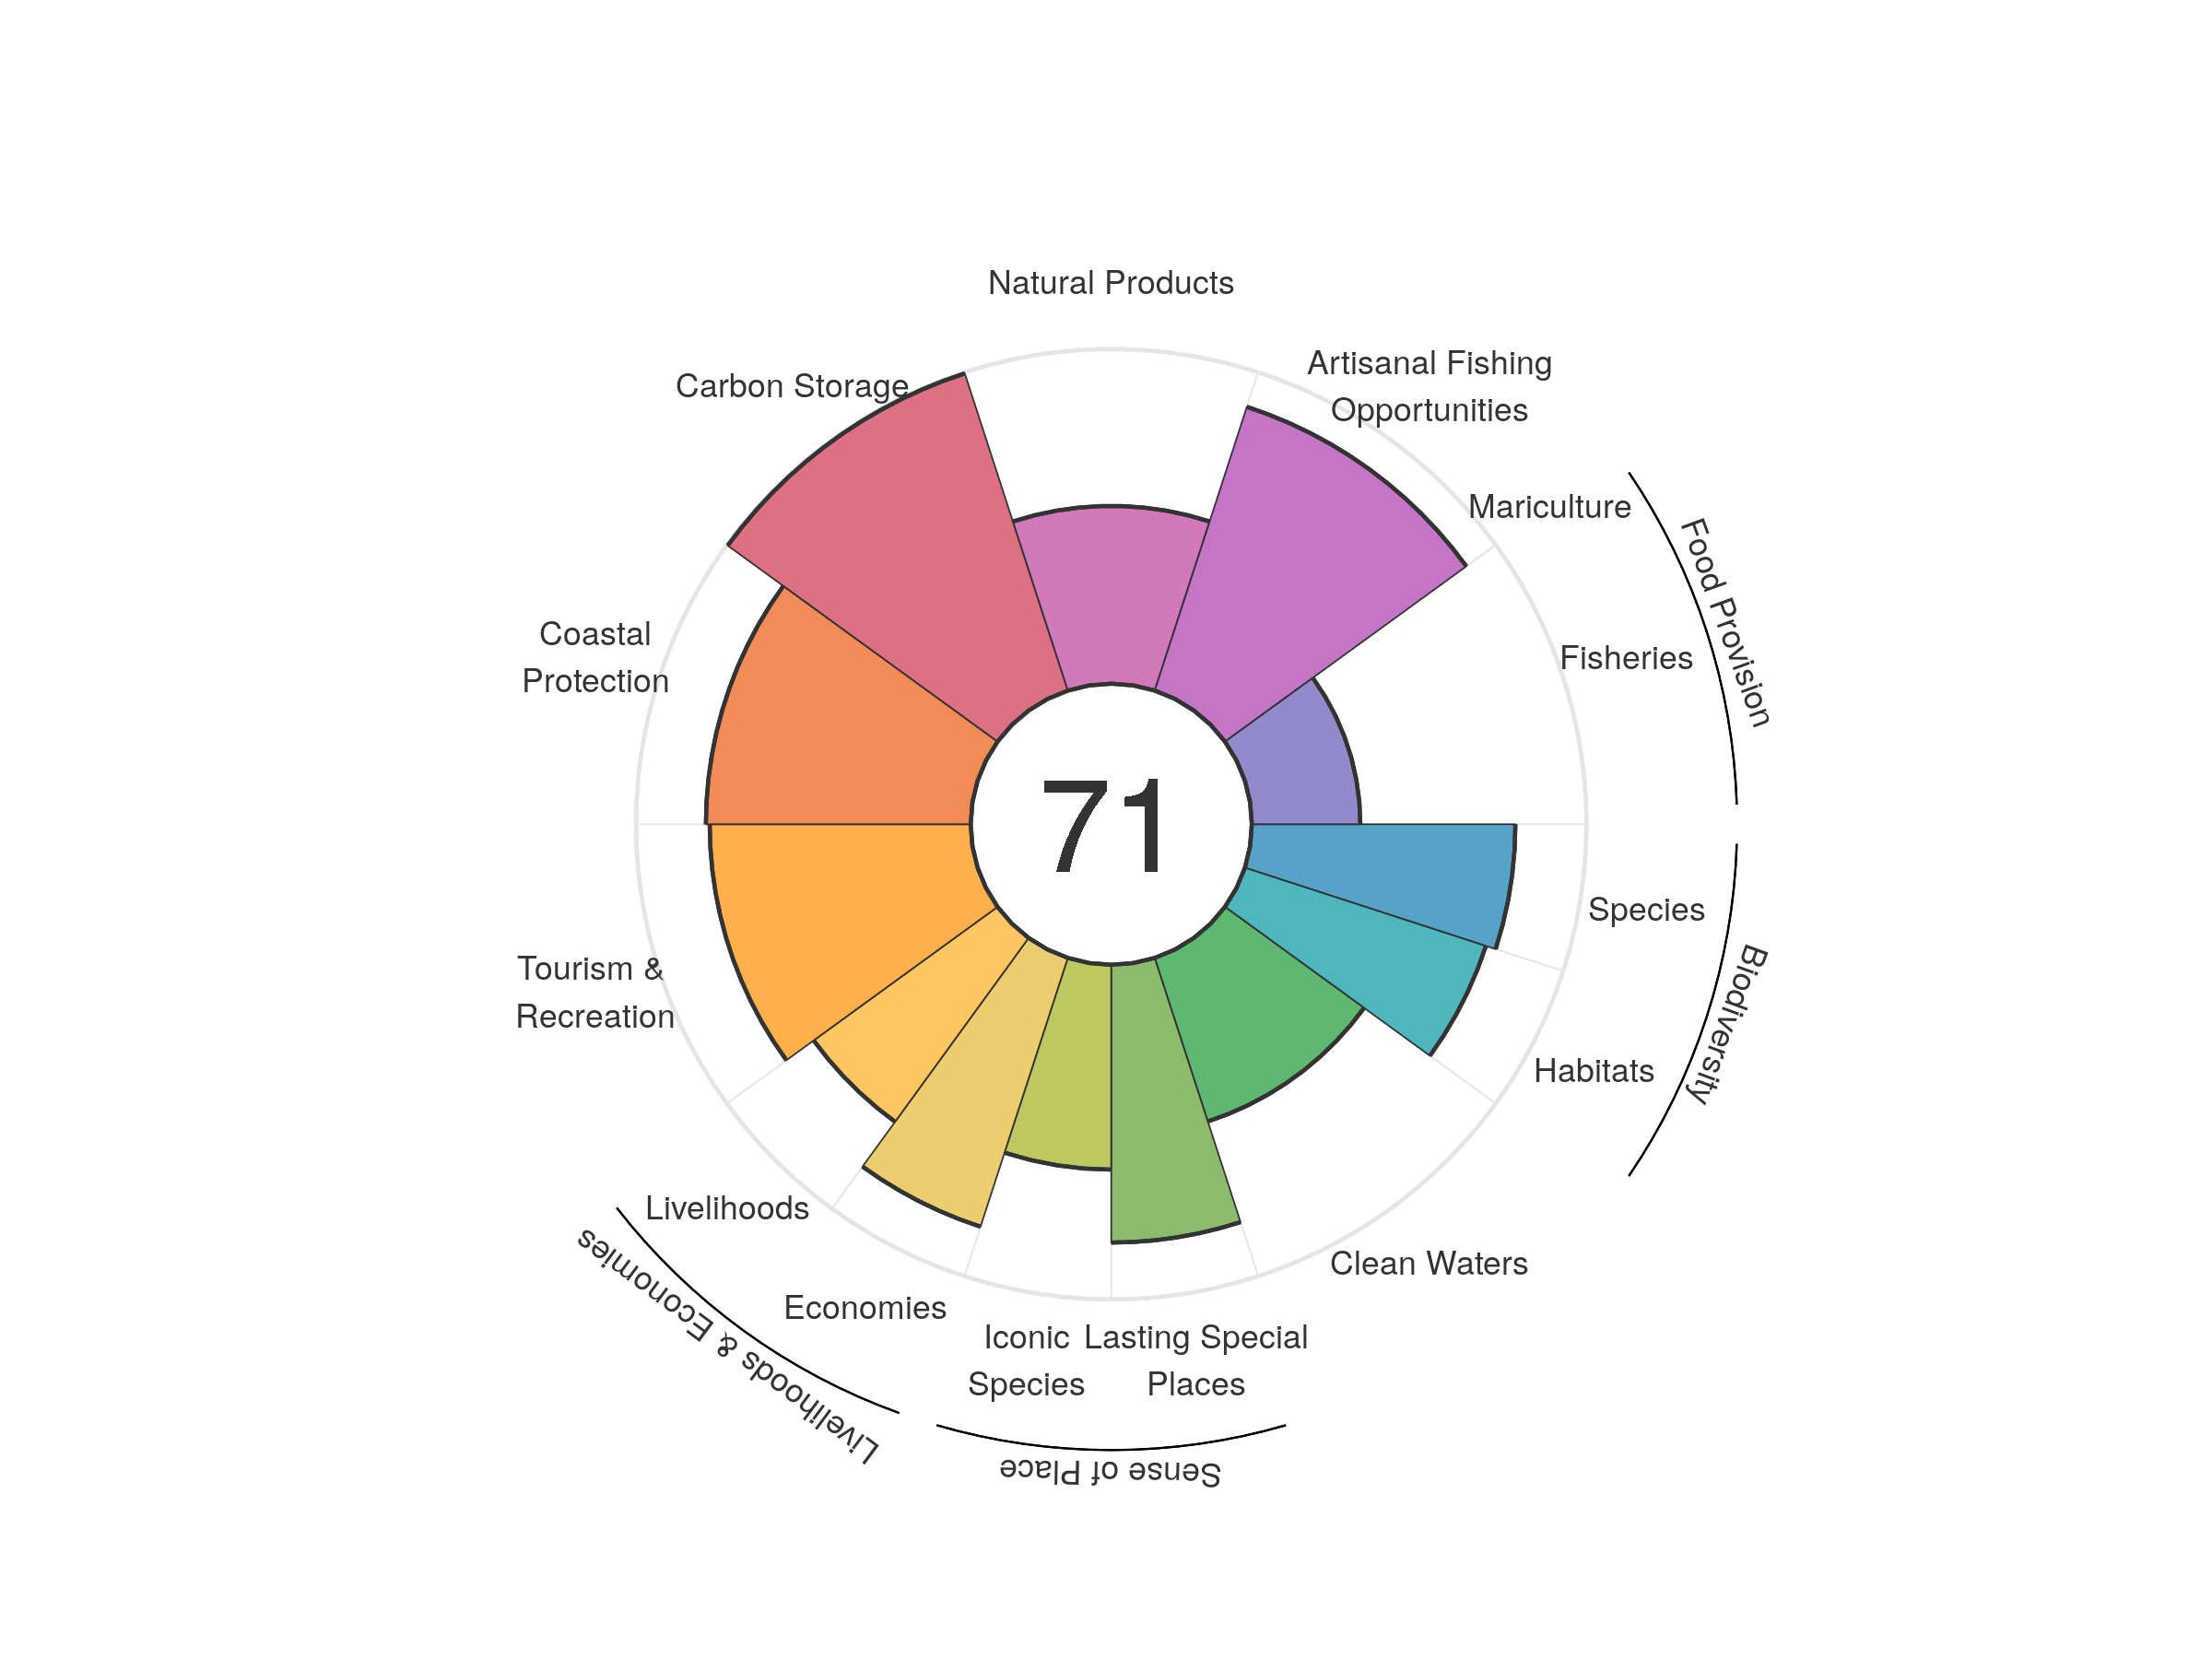 Natural Products
Artisanal Fishing
Opportunities
Carbon Storage
Mariculture
Food Provision
Fisheries
Coastal
Protection
71
Species
Biodiversity
Habitats
Tourism &
Recreation
Livelihoods
Livelihoods & Economies
Economies
Clean Waters
Iconic
Species
Lasting Special
Places
Sense of Place